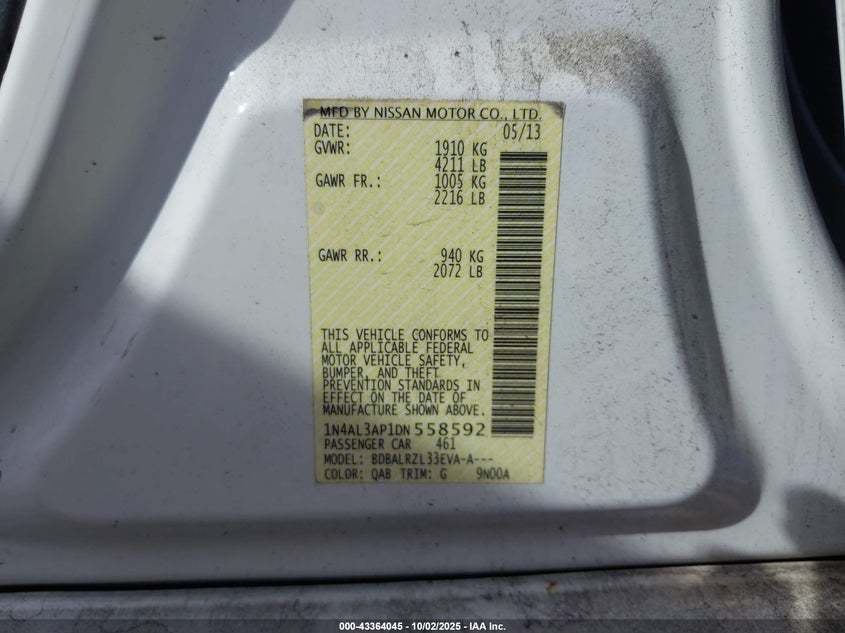 MFD BY NISSAN MOTOR CO., LTD.
DATE: 05/13
GVWR: 1910 KG
4211 LB
GAWR FR.: 1005 KG
2216 LB
GAWR RR.: 940 KG
2072 LB
THIS VEHICLE CONFORMS TO
ALL APPLICABLE FEDERAL
MOTOR VEHICLE SAFETY,
BUMPER, AND THEFT
PREVENTION STANDARDS IN
EFFECT ON THE DATE OF
MANUFACTURE SHOWN ABOVE.
1N4AL3AP1DN 558592
PASSENGER CAR 461
MODEL: BDBALRZL33EVA-A---
COLOR: QAB TRIM: G 9N00A
000-43364045 - 10/02/2025 - IAA Inc.